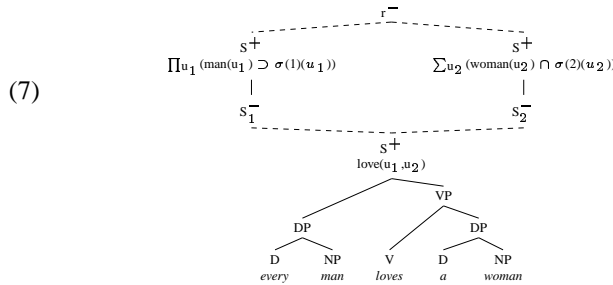 r⁻
S⁺ S⁺
∏u₁ (man(u₁) ⊃ σ(1)(u₁)) ∑u₂ (woman(u₂) ∩ σ(2)(u₂))
(7)
S₁⁻ S₂⁻
S⁺
love(u₁,u₂)
VP
DP DP
D NP V D NP
every man loves a woman